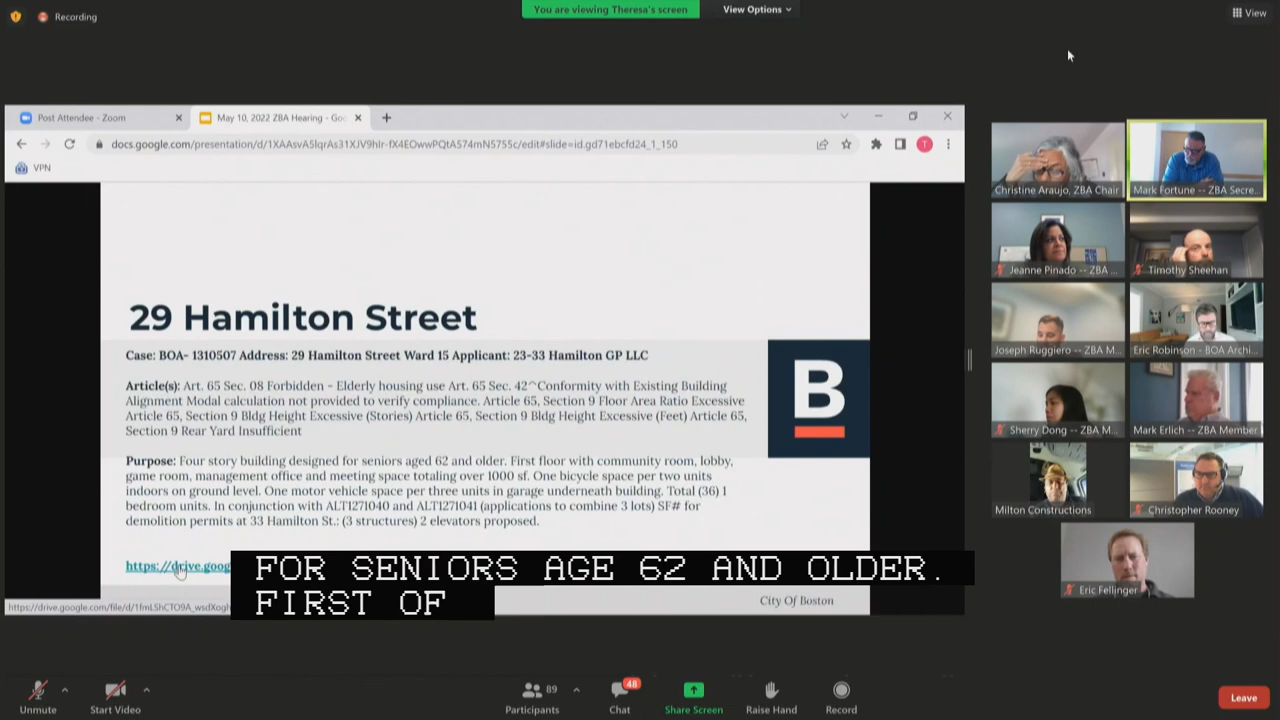 Recording
You are viewing Theresa's screen
View Options
View
Post Attendee - Zoom
May 10, 2022 ZBA Hearing - Goo
docs.google.com/presentation/d/1XAAsvA5lqrAs31XJV9hIr-fX4EOwwPQtA574mN5755c/edit#slide=id.gd71ebcfd24_1_150
T
VPN
29 Hamilton Street
Case: BOA- 1310507 Address: 29 Hamilton Street Ward 15 Applicant: 23-33 Hamilton GP LLC
Article(s): Art. 65 Sec. 08 Forbidden - Elderly housing use Art. 65 Sec. 42^Conformity with Existing Building
Alignment Modal calculation not provided to verify compliance. Article 65, Section 9 Floor Area Ratio Excessive
Article 65, Section 9 Bldg Height Excessive (Stories) Article 65, Section 9 Bldg Height Excessive (Feet) Article 65,
Section 9 Rear Yard Insufficient
B
Purpose: Four story building designed for seniors aged 62 and older. First floor with community room, lobby,
game room, management office and meeting space totaling over 1000 sf. One bicycle space per two units
indoors on ground level. One motor vehicle space per three units in garage underneath building. Total (36) 1
bedroom units. In conjunction with ALT1271040 and ALT1271041 (applications to combine 3 lots) SF# for
demolition permits at 33 Hamilton St.: (3 structures) 2 elevators proposed.
https://drive.goog
FOR SENIORS AGE 62 AND OLDER.
FIRST OF
City Of Boston
Christine Araujo, ZBA Chair
Mark Fortune -- ZBA Secre...
Jeanne Pinado -- ZBA ...
Timothy Sheehan
Joseph Ruggiero -- ZBA M...
Eric Robinson - BOA Archi...
Sherry Dong -- ZBA M...
Mark Erlich -- ZBA Member
Milton Constructions
Christopher Rooney
Eric Fellinger
Unmute
Start Video
89
Participants
48
Chat
Share Screen
Raise Hand
Record
Leave